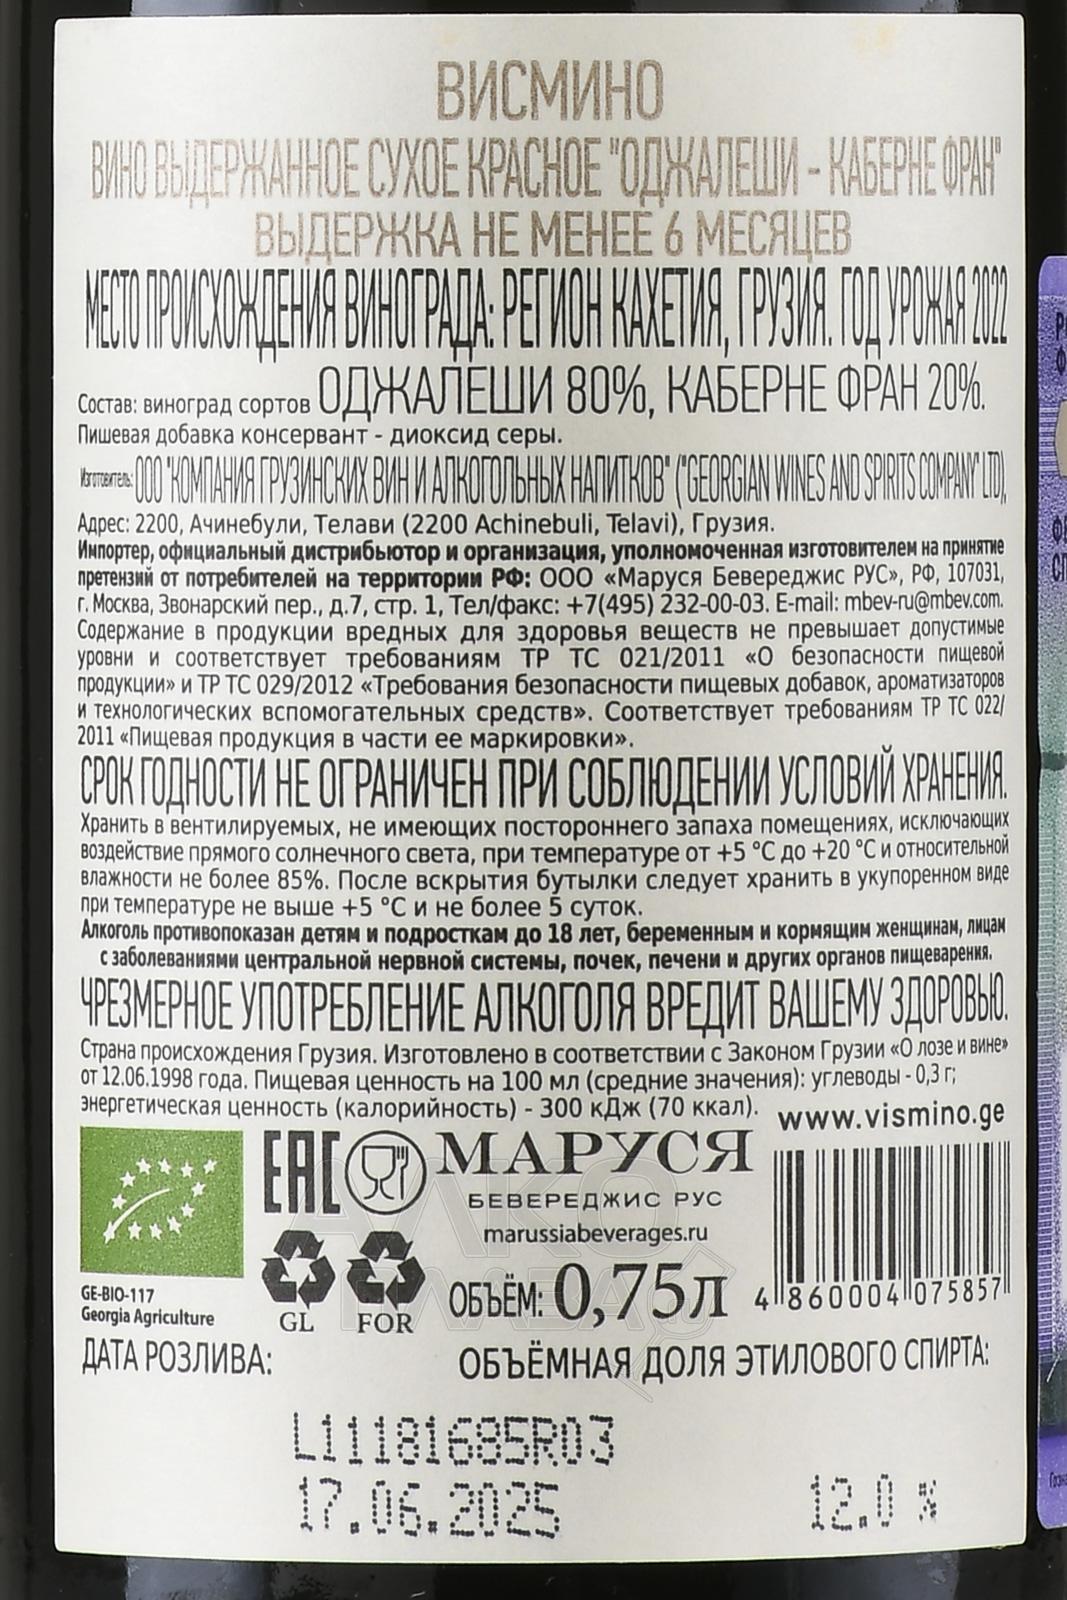 ВИСМИНО
ВИНО ВЫДЕРЖАННОЕ СУХОЕ КРАСНОЕ "ОДЖАЛЕШИ - КАБЕРНЕ ФРАН"
ВЫДЕРЖКА НЕ МЕНЕЕ 6 МЕСЯЦЕВ
МЕСТО ПРОИСХОЖДЕНИЯ ВИНОГРАДА: РЕГИОН КАХЕТИЯ, ГРУЗИЯ. ГОД УРОЖАЯ 2022
Состав: виноград сортов ОДЖАЛЕШИ 80%, КАБЕРНЕ ФРАН 20%.
Пишевая добавка консервант - диоксид серы.
Изготовитель: ООО "КОМПАНИЯ ГРУЗИНСКИХ ВИН И АЛКОГОЛЬНЫХ НАПИТКОВ" ("GEORGIAN WINES AND SPIRITS COMPANY" LTD),
Адрес: 2200, Ачинебули, Телави (2200 Achinebuli, Telavi), Грузия.
Импортер, официальный дистрибьютор и организация, уполномоченная изготовителем на принятие
претензий от потребителей на территории РФ: ООО «Маруся Бевереджис РУС», РФ, 107031,
г. Москва, Звонарский пер., д.7, стр. 1, Тел/факс: +7(495) 232-00-03. E-mail: mbev-ru@mbev.com.
Содержание в продукции вредных для здоровья веществ не превышает допустимые
уровни и соответствует требованиям ТР ТС 021/2011 «О безопасности пищевой
продукции» и ТР ТС 029/2012 «Требования безопасности пищевых добавок, ароматизаторов
и технологических вспомогательных средств». Соответствует требованиям ТР ТС 022/
2011 «Пищевая продукция в части ее маркировки».
СРОК ГОДНОСТИ НЕ ОГРАНИЧЕН ПРИ СОБЛЮДЕНИИ УСЛОВИЙ ХРАНЕНИЯ.
Хранить в вентилируемых, не имеющих постороннего запаха помещениях, исключающих
воздействие прямого солнечного света, при температуре от +5 °C до +20 °C и относительной
влажности не более 85%. После вскрытия бутылки следует хранить в укупоренном виде
при температуре не выше +5 °C и не более 5 суток.
Алкоголь противопоказан детям и подросткам до 18 лет, беременным и кормящим женщинам, лицам
с заболеваниями центральной нервной системы, почек, печени и других органов пищеварения.
ЧРЕЗМЕРНОЕ УПОТРЕБЛЕНИЕ АЛКОГОЛЯ ВРЕДИТ ВАШЕМУ ЗДОРОВЬЮ.
Страна происхождения Грузия. Изготовлено в соответствии с Законом Грузии «О лозе и вине»
от 12.06.1998 года. Пищевая ценность на 100 мл (средние значения): углеводы - 0,3 г;
энергетическая ценность (калорийность) - 300 кДж (70 ккал).
www.vismino.ge
EAC
МАРУСЯ
БЕВЕРЕДЖИС РУС
marussiabeverages.ru
GE-BIO-117
Georgia Agriculture
GL FOR
ОБЪЁМ: 0,75л
4 860004 075857
ДАТА РОЗЛИВА:
ОБЪЁМНАЯ ДОЛЯ ЭТИЛОВОГО СПИРТА:
L11181685R03
17.06.2025
12.0 %